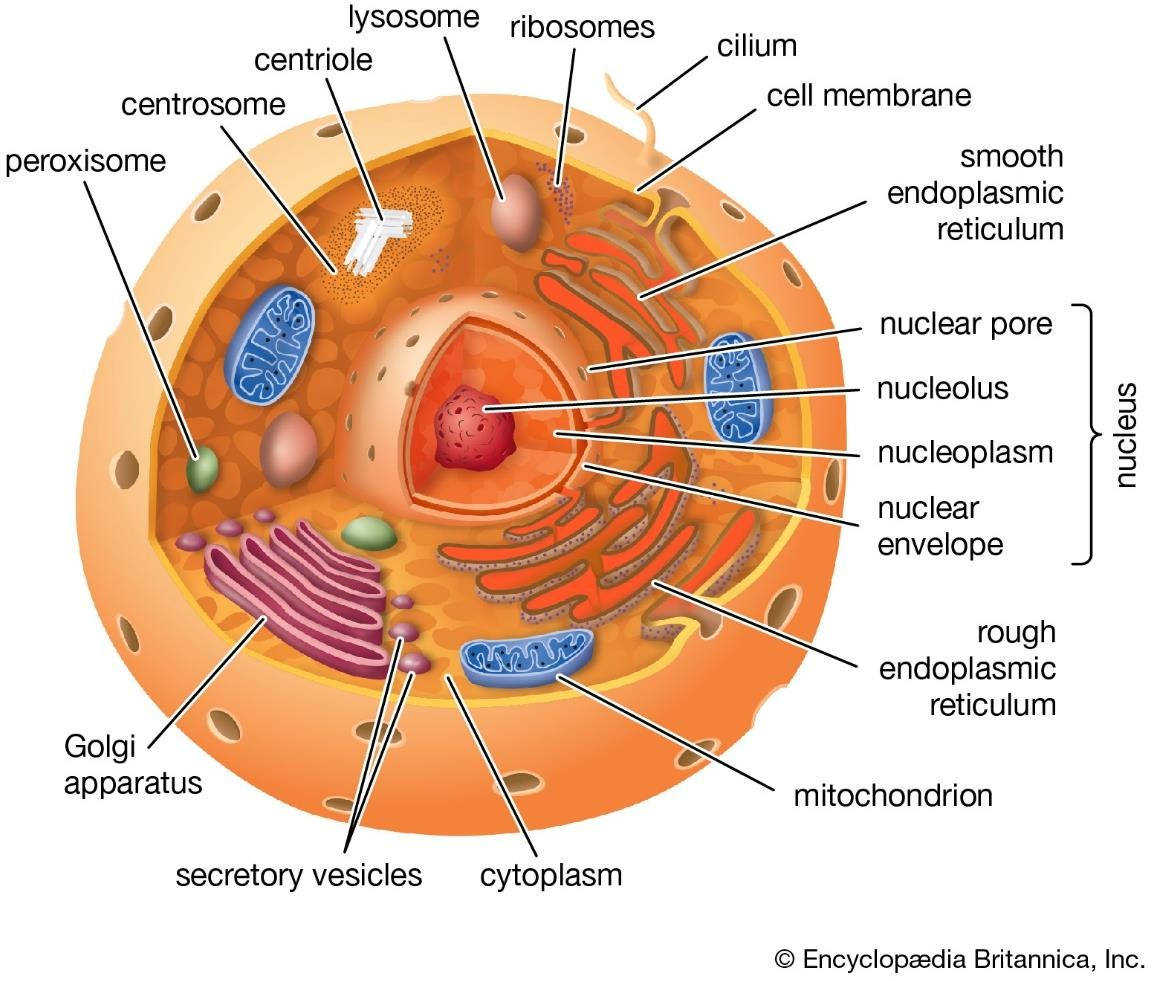 lysosome
ribosomes
cilium
centriole
cell membrane
centrosome
peroxisome
smooth
endoplasmic
reticulum
nuclear pore
nucleolus
nucleoplasm
nuclear
envelope
nucleus
rough
endoplasmic
reticulum
Golgi
apparatus
mitochondrion
secretory vesicles
cytoplasm
© Encyclopædia Britannica, Inc.